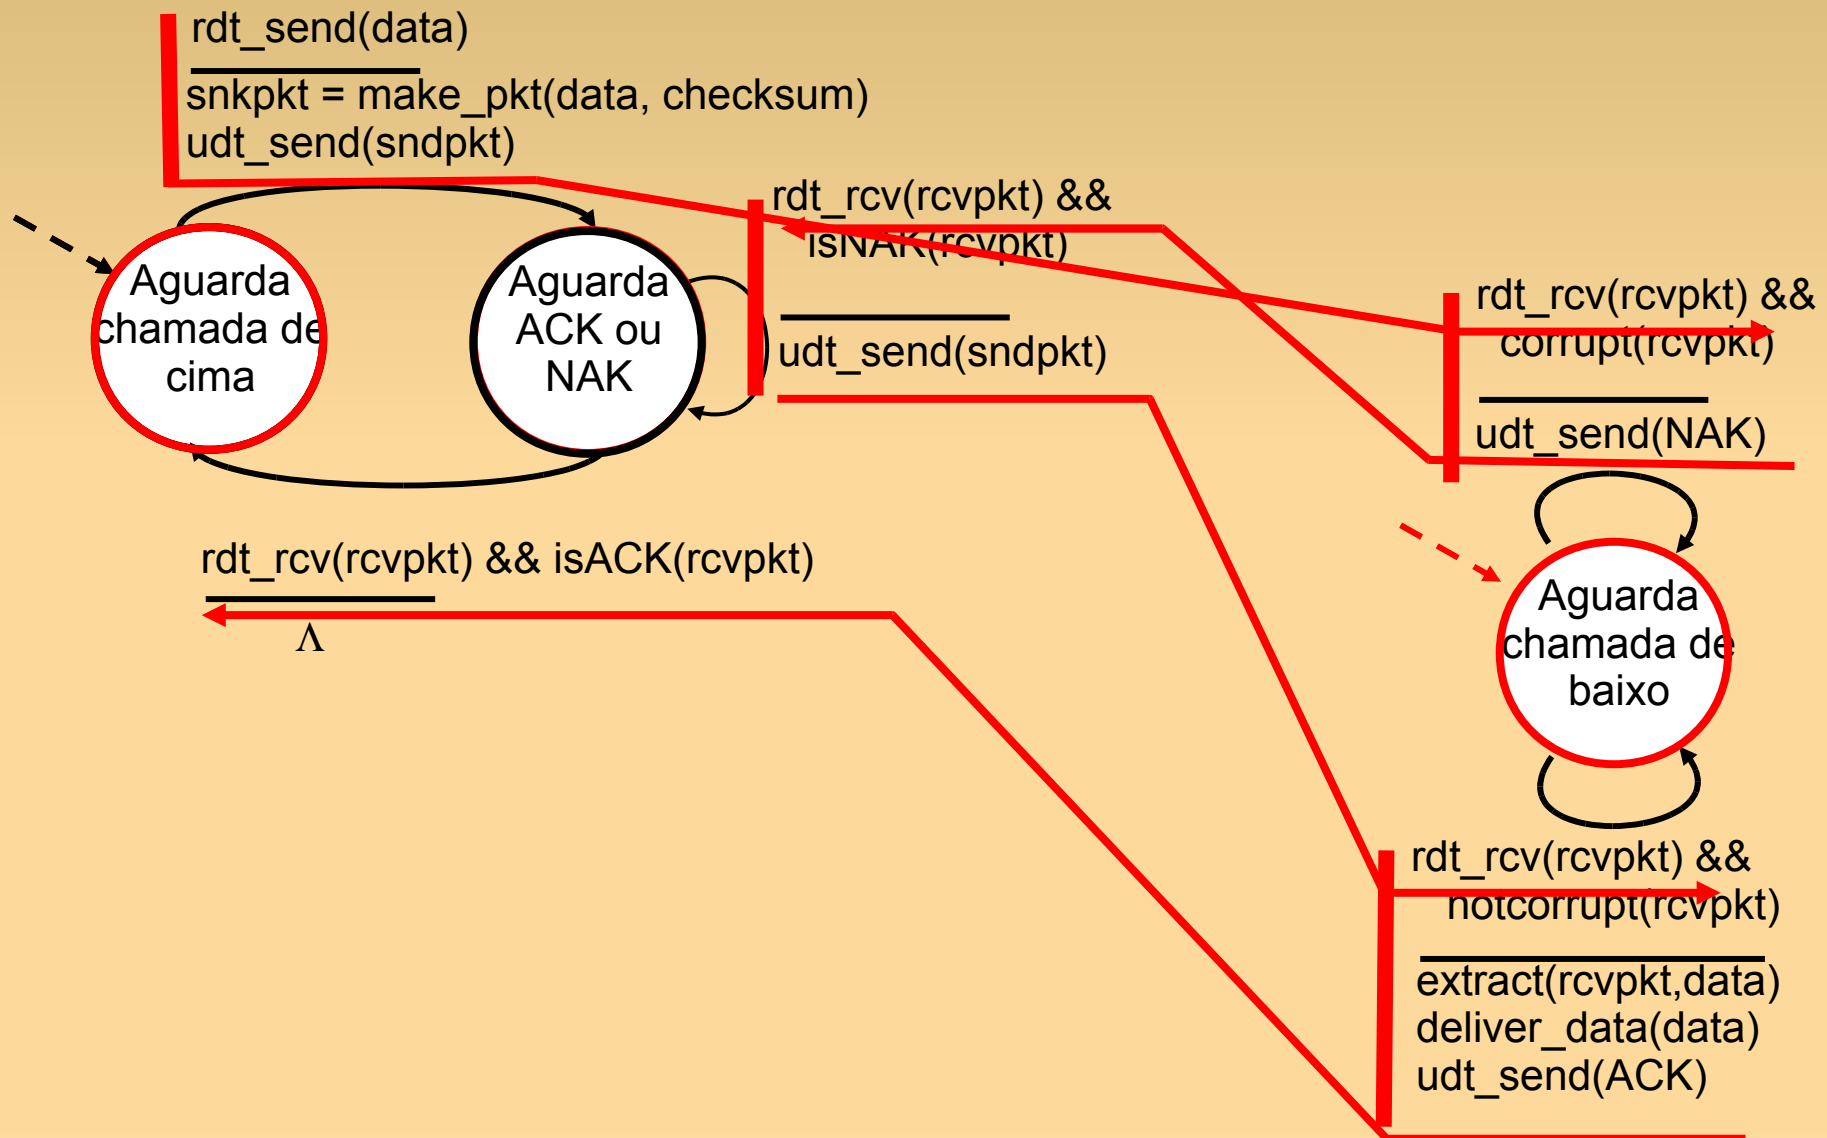 rdt_send(data)
snkpkt = make_pkt(data, checksum)
udt_send(sndpkt)
rdt_rcv(rcvpkt) &&
isNAK(rcvpkt)
udt_send(sndpkt)
rdt_rcv(rcvpkt) &&
corrupt(rcvpkt)
udt_send(NAK)
Aguarda
chamada de
cima
Aguarda
ACK ou
NAK
rdt_rcv(rcvpkt) && isACK(rcvpkt)
Λ
Aguarda
chamada de
baixo
rdt_rcv(rcvpkt) &&
notcorrupt(rcvpkt)
extract(rcvpkt,data)
deliver_data(data)
udt_send(ACK)